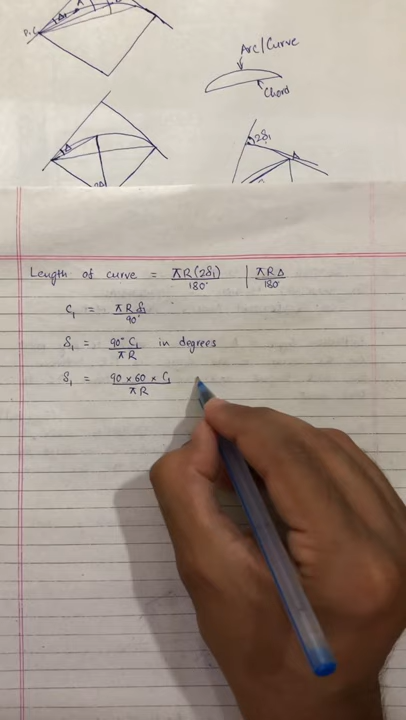 P.C
A
Arc/Curve
Chord
2δ₁
A
Δ
Length of curve = πR(2δ₁)/180° | πRΔ/180
C₁ = πRδ₁/90°
δ₁ = 90° C₁/πR in degrees
δ₁ = 90 × 60 × C₁/πR